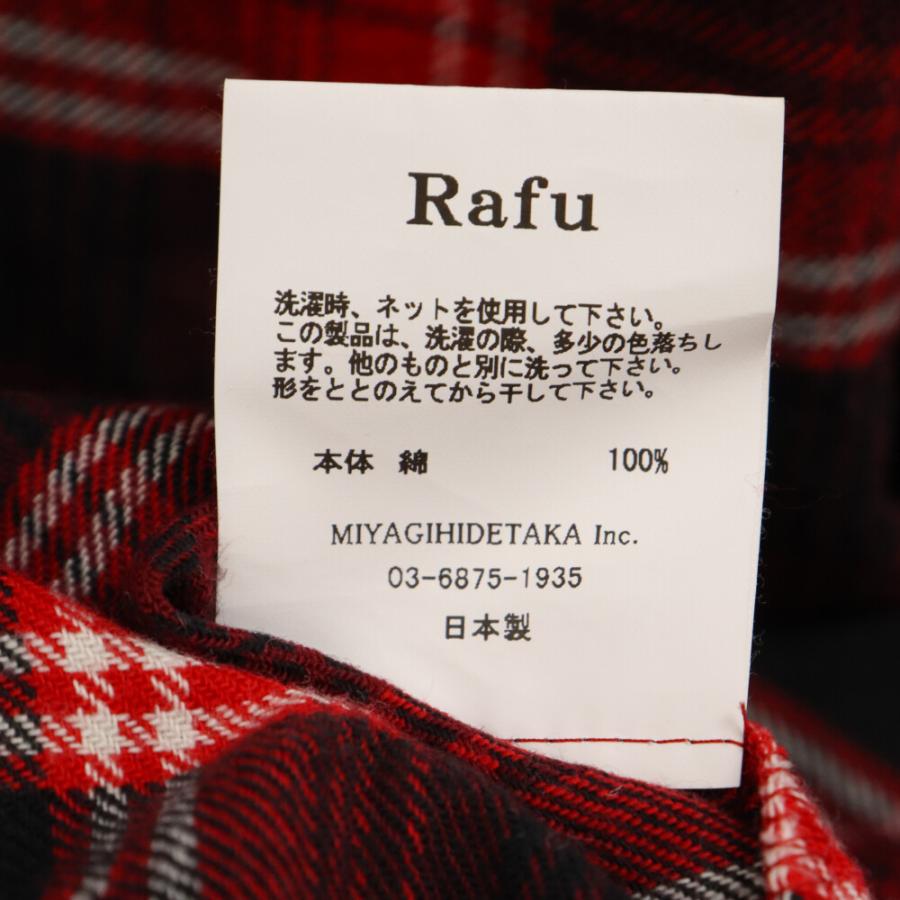 Rafu
洗濯時、ネットを使用して下さい。
この製品は、洗濯の際、多少の色落ちし
ます。他のものと別に洗って下さい。
形をととのえてから干して下さい。
本体 綿 100%
MIYAGIHIDETAKA Inc.
03-6875-1935
日本製